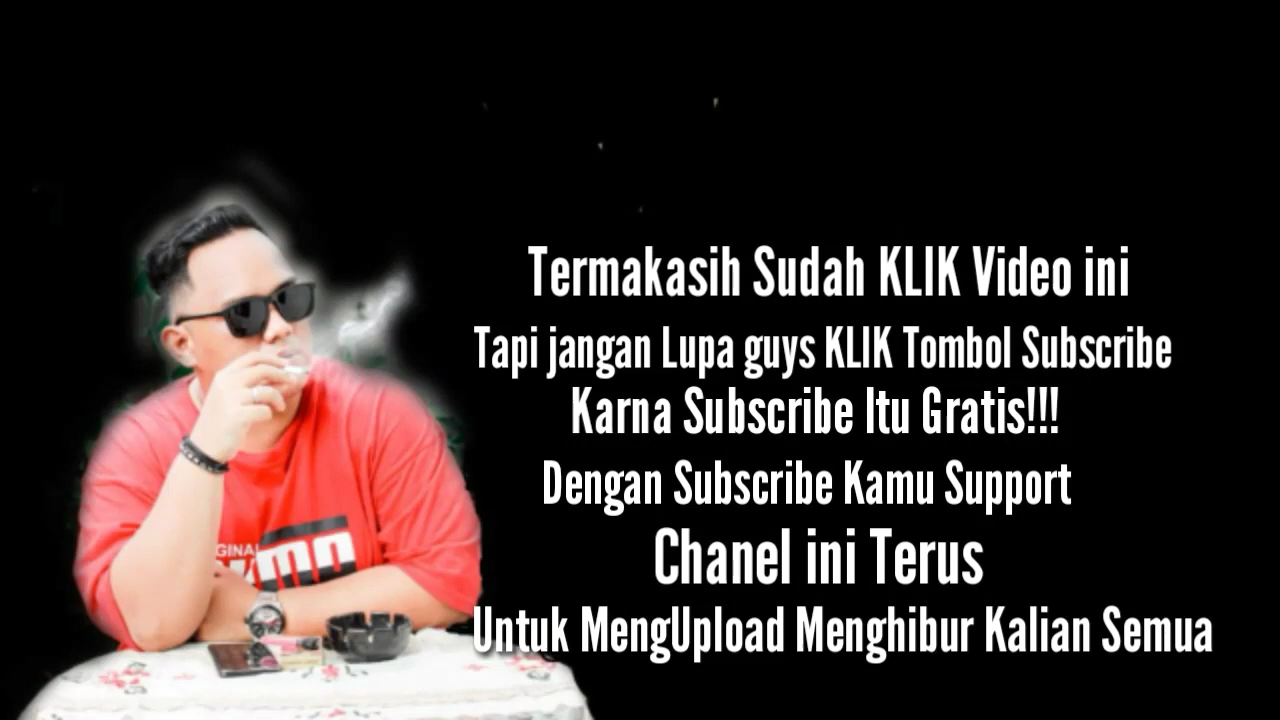 Termakasih Sudah KLIK Video ini
Tapi jangan Lupa guys KLIK Tombol Subscribe
Karna Subscribe Itu Gratis!!!
Dengan Subscribe Kamu Support
Chanel ini Terus
Untuk MengUpload Menghibur Kalian Semua